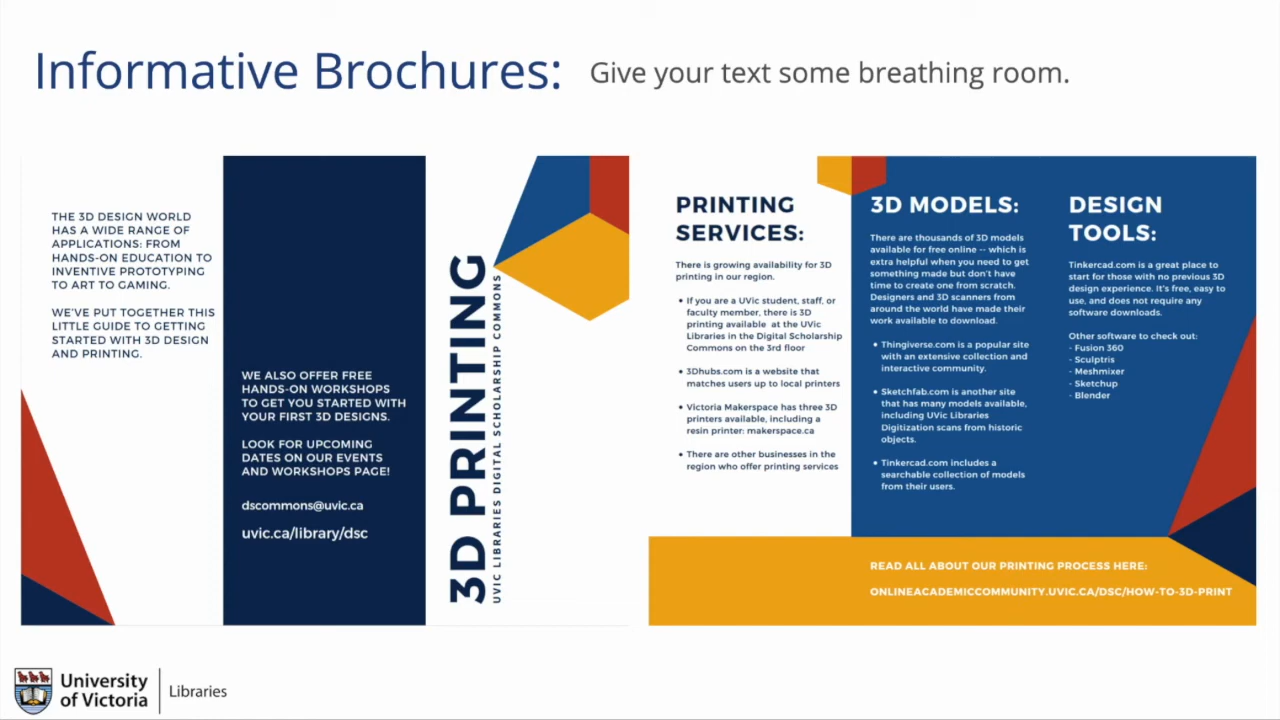 Informative Brochures: Give your text some breathing room.
THE 3D DESIGN WORLD
HAS A WIDE RANGE OF
APPLICATIONS: FROM
HANDS-ON EDUCATION TO
INVENTIVE PROTOTYPING
TO ART TO GAMING.
WE'VE PUT TOGETHER THIS
LITTLE GUIDE TO GETTING
STARTED WITH 3D DESIGN
AND PRINTING.
WE ALSO OFFER FREE
HANDS-ON WORKSHOPS
TO GET YOU STARTED WITH
YOUR FIRST 3D DESIGNS.
LOOK FOR UPCOMING
DATES ON OUR EVENTS
AND WORKSHOPS PAGE!
dscommons@uvic.ca
uvic.ca/library/dsc
3D PRINTING
UVIC LIBRARIES DIGITAL SCHOLARSHIP COMMONS
PRINTING
SERVICES:
There is growing availability for 3D
printing in our region.
• If you are a UVic student, staff, or
faculty member, there is 3D
printing available at the UVic
Libraries in the Digital Scholarship
Commons on the 3rd floor
• 3Dhubs.com is a website that
matches users up to local printers
• Victoria Makerspace has three 3D
printers available, including a
resin printer: makerspace.ca
• There are other businesses in the
region who offer printing services
3D MODELS:
There are thousands of 3D models
available for free online -- which is
extra helpful when you need to get
something made but don't have
time to create one from scratch.
Designers and 3D scanners from
around the world have made their
work available to download.
• Thingiverse.com is a popular site
with an extensive collection and
interactive community.
• Sketchfab.com is another site
that has many models available,
including UVic Libraries
Digitization scans from historic
objects.
• Tinkercad.com includes a
searchable collection of models
from their users.
DESIGN
TOOLS:
Tinkercad.com is a great place to
start for those with no previous 3D
design experience. It's free, easy to
use, and does not require any
software downloads.
Other software to check out:
- Fusion 360
- Sculptris
- Meshmixer
- Sketchup
- Blender
READ ALL ABOUT OUR PRINTING PROCESS HERE:
ONLINEACADEMICCOMMUNITY.UVIC.CA/DSC/HOW-TO-3D-PRINT
University
of Victoria
Libraries